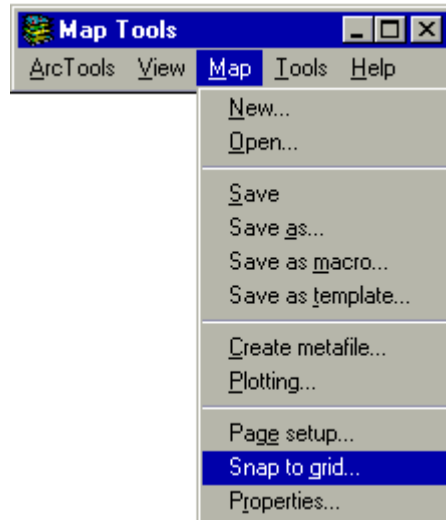 Map Tools
ArcTools View Map Tools Help
New...
Open...
Save
Save as...
Save as macro...
Save as template...
Create metafile...
Plotting...
Page setup...
Snap to grid...
Properties...